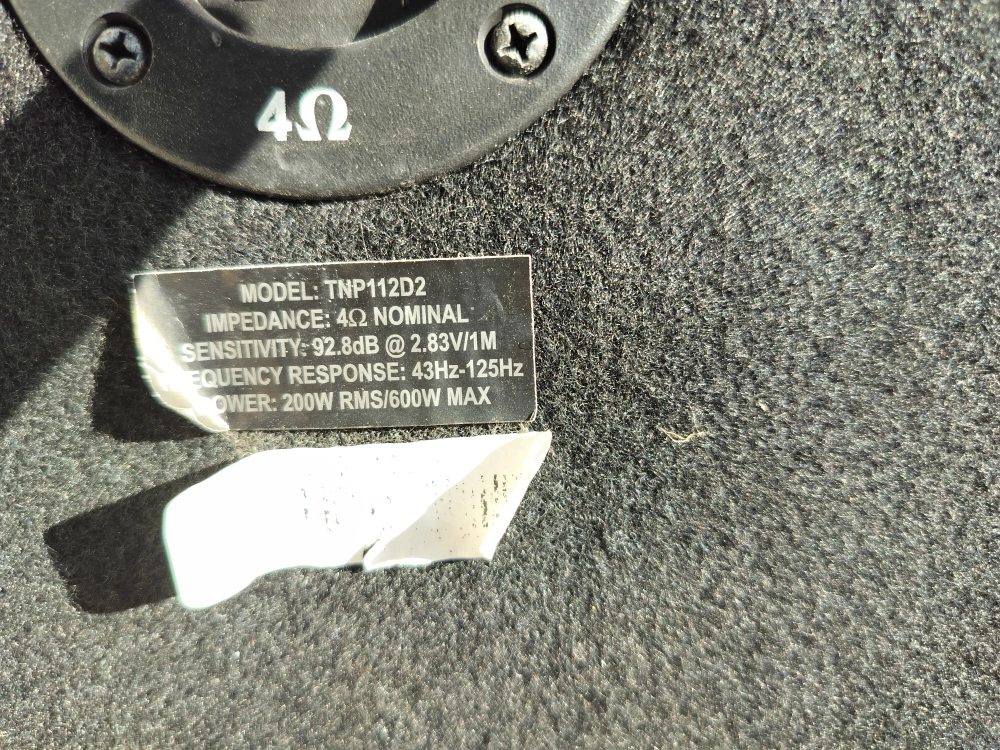 4Ω
MODEL: TNP112D2
IMPEDANCE: 4Ω NOMINAL
SENSITIVITY: 92.8dB @ 2.83V/1M
EQUENCY RESPONSE: 43Hz-125Hz
OWER: 200W RMS/600W MAX